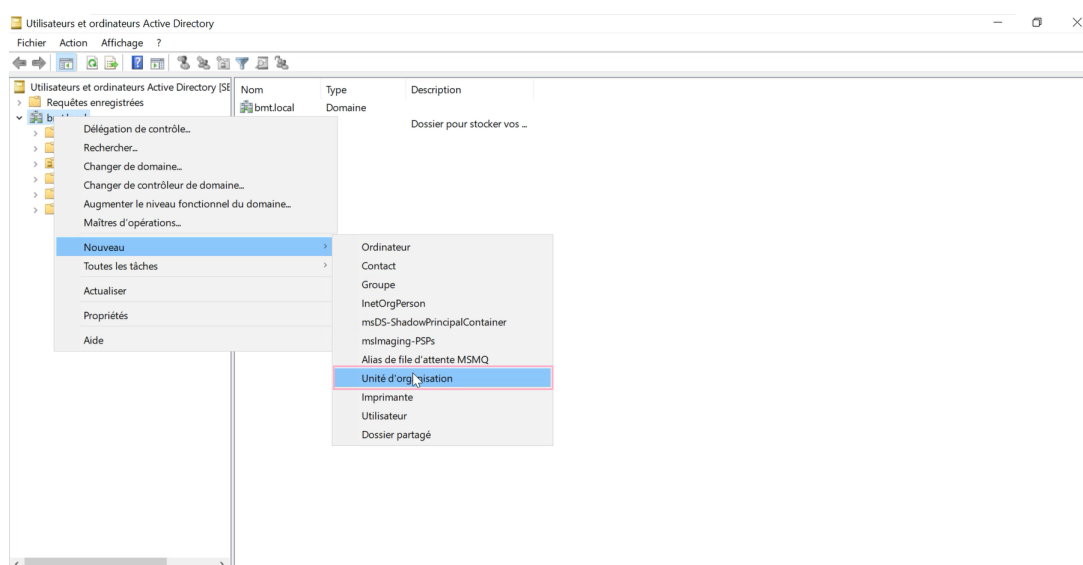 Utilisateurs et ordinateurs Active Directory
Fichier Action Affichage ?
Utilisateurs et ordinateurs Active Directory [SE
Requêtes enregistrées
Nom Type Description
bmt.local Domaine
Dossier pour stocker vos ...
Délégation de contrôle...
Rechercher...
Changer de domaine...
Changer de contrôleur de domaine...
Augmenter le niveau fonctionnel du domaine...
Maîtres d'opérations...
Nouveau
Toutes les tâches
Actualiser
Propriétés
Aide
Ordinateur
Contact
Groupe
InetOrgPerson
msDS-ShadowPrincipalContainer
msImaging-PSPs
Alias de file d'attente MSMQ
Unité d'organisation
Imprimante
Utilisateur
Dossier partagé